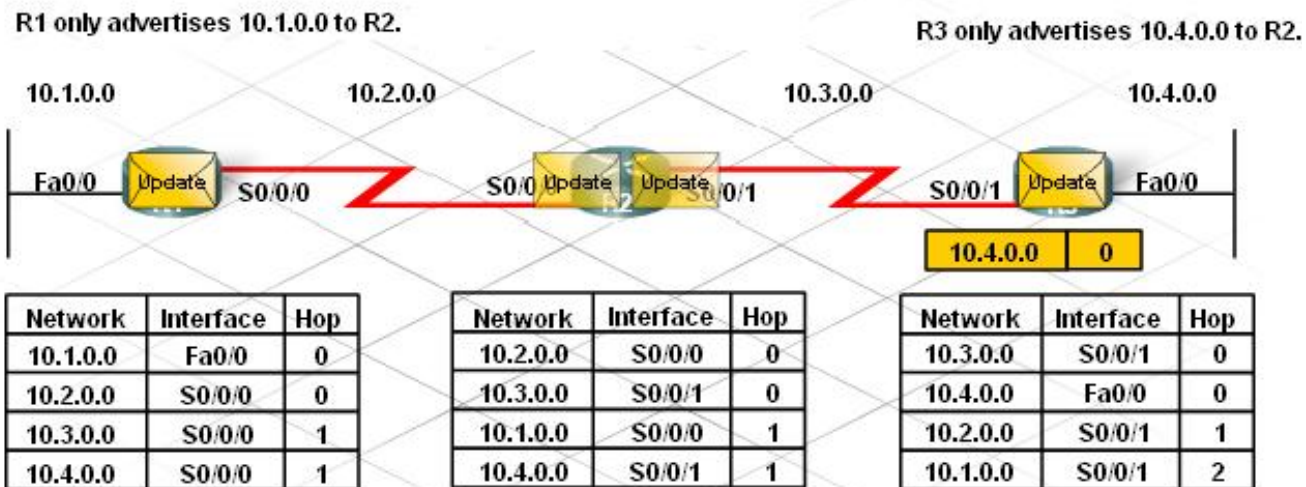 R1 only advertises 10.1.0.0 to R2.
R3 only advertises 10.4.0.0 to R2.
10.1.0.0 10.2.0.0 10.3.0.0 10.4.0.0
Fa0/0 Update S0/0/0 Update R2 Update S0/0/1 Update Fa0/0
10.4.0.0 0
Network Interface Hop
10.1.0.0 Fa0/0 0
10.2.0.0 S0/0/0 0
10.3.0.0 S0/0/0 1
10.4.0.0 S0/0/0 1
Network Interface Hop
10.2.0.0 S0/0/0 0
10.3.0.0 S0/0/1 0
10.1.0.0 S0/0/0 1
10.4.0.0 S0/0/1 1
Network Interface Hop
10.3.0.0 S0/0/1 0
10.4.0.0 Fa0/0 0
10.2.0.0 S0/0/1 1
10.1.0.0 S0/0/1 2